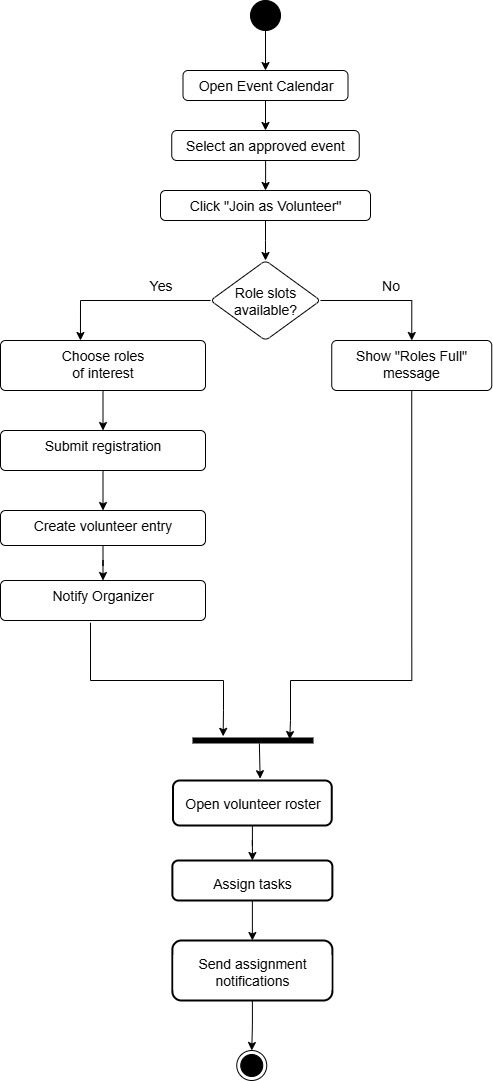 Open Event Calendar
Select an approved event
Click "Join as Volunteer"
Role slots
available?
Yes
No
Choose roles
of interest
Show "Roles Full"
message
Submit registration
Create volunteer entry
Notify Organizer
Open volunteer roster
Assign tasks
Send assignment
notifications